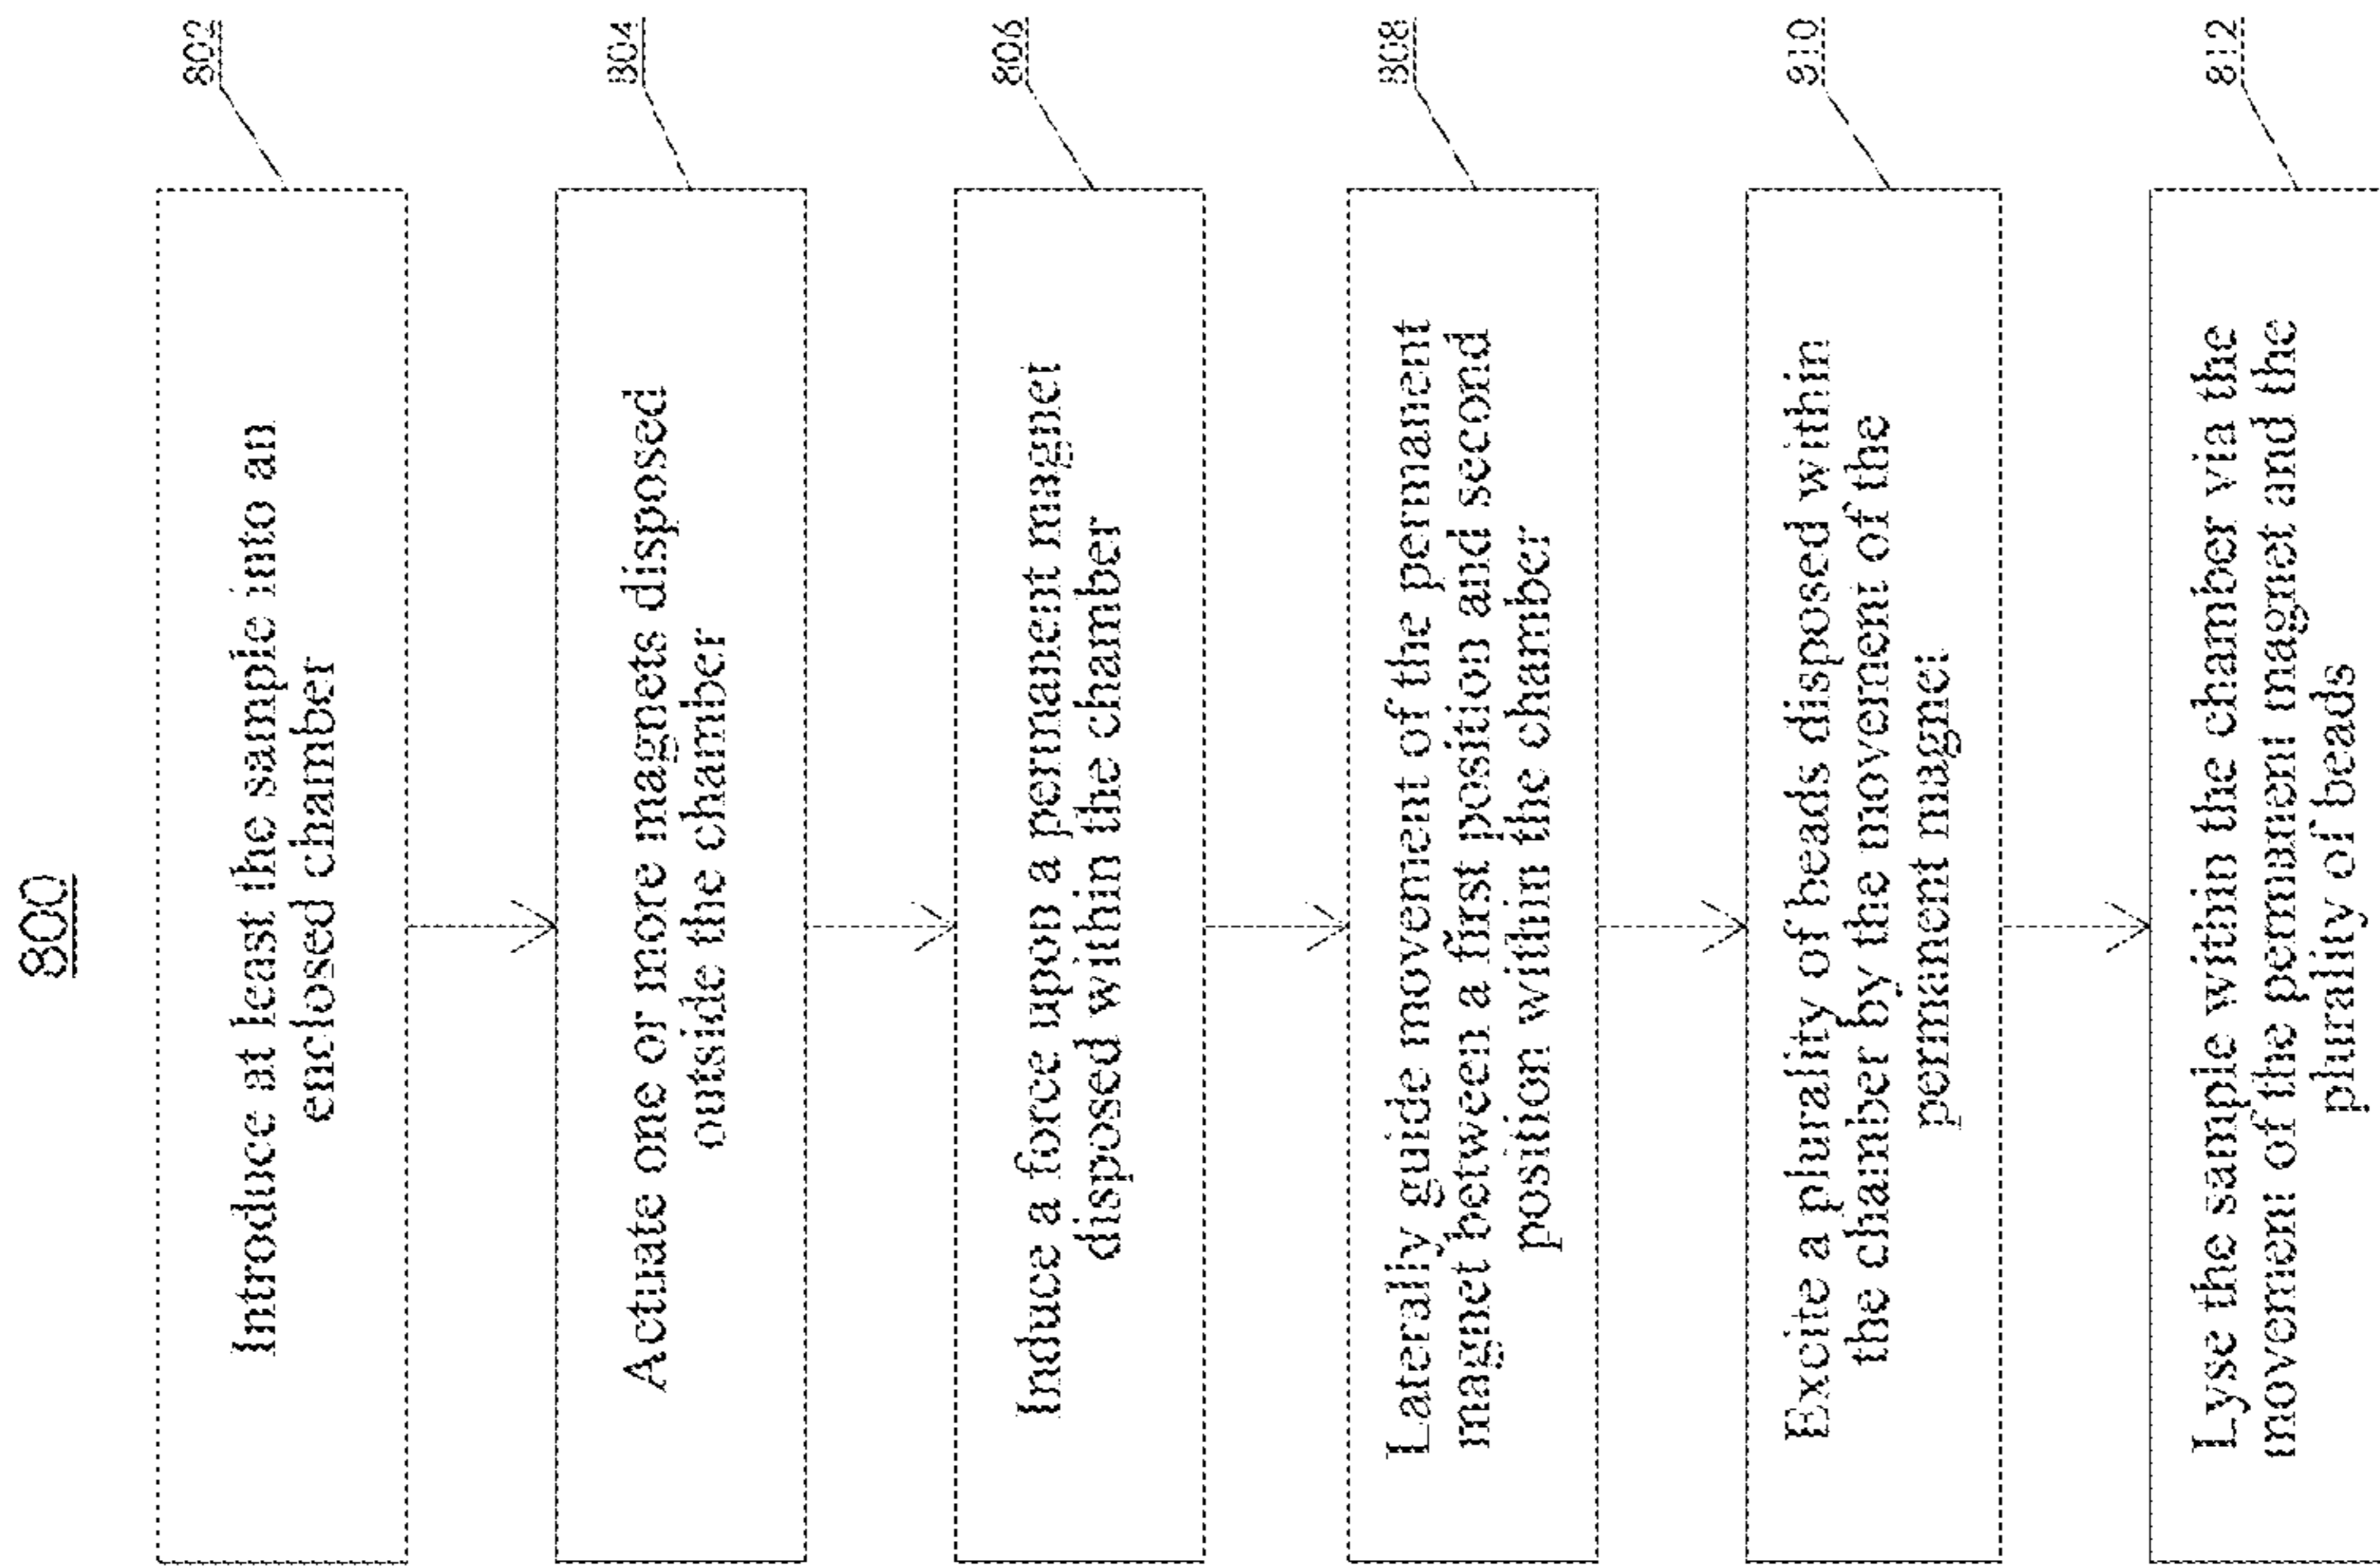 800
802
Introduce at least the sample into an
enclosed chamber
804
Actuate one or more magnets disposed
outside the chamber
806
Induce a force upon a permanent magnet
disposed within the chamber
808
Laterally guide movement of the permanent
magnet between a first position and second
position within the chamber
810
Excite a plurality of beads disposed within
the chamber by the movement of the
permanent magnet
812
Lyse the sample within the chamber via the
movement of the permanent magnet and the
plurality of beads